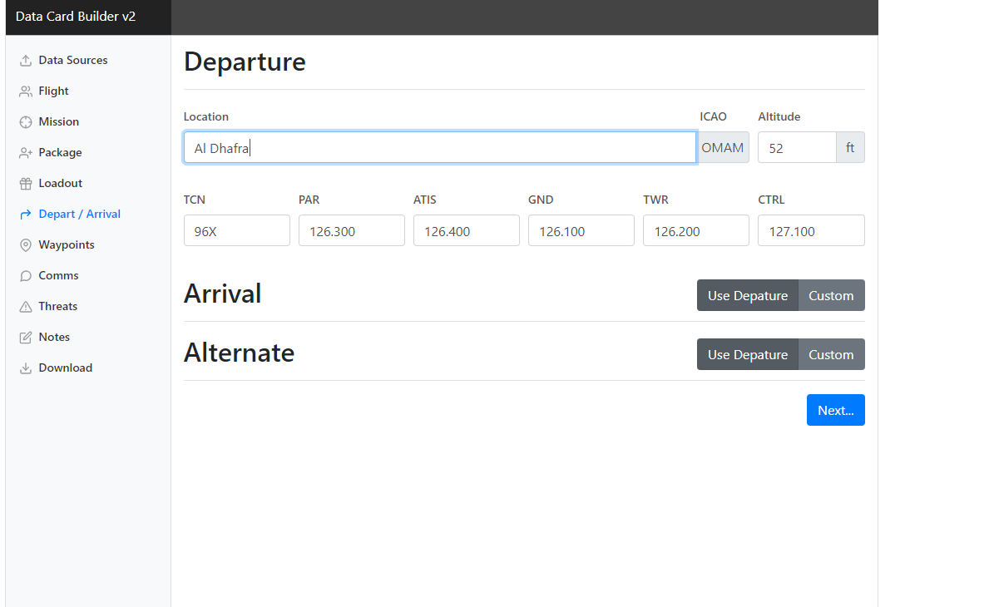 Data Card Builder v2
Data Sources
Flight
Mission
Package
Loadout
Depart / Arrival
Waypoints
Comms
Threats
Notes
Download
Departure
Location ICAO Altitude
Al Dhafra OMAM 52 ft
TCN PAR ATIS GND TWR CTRL
96X 126.300 126.400 126.100 126.200 127.100
Arrival Use Depature Custom
Alternate Use Depature Custom
Next...